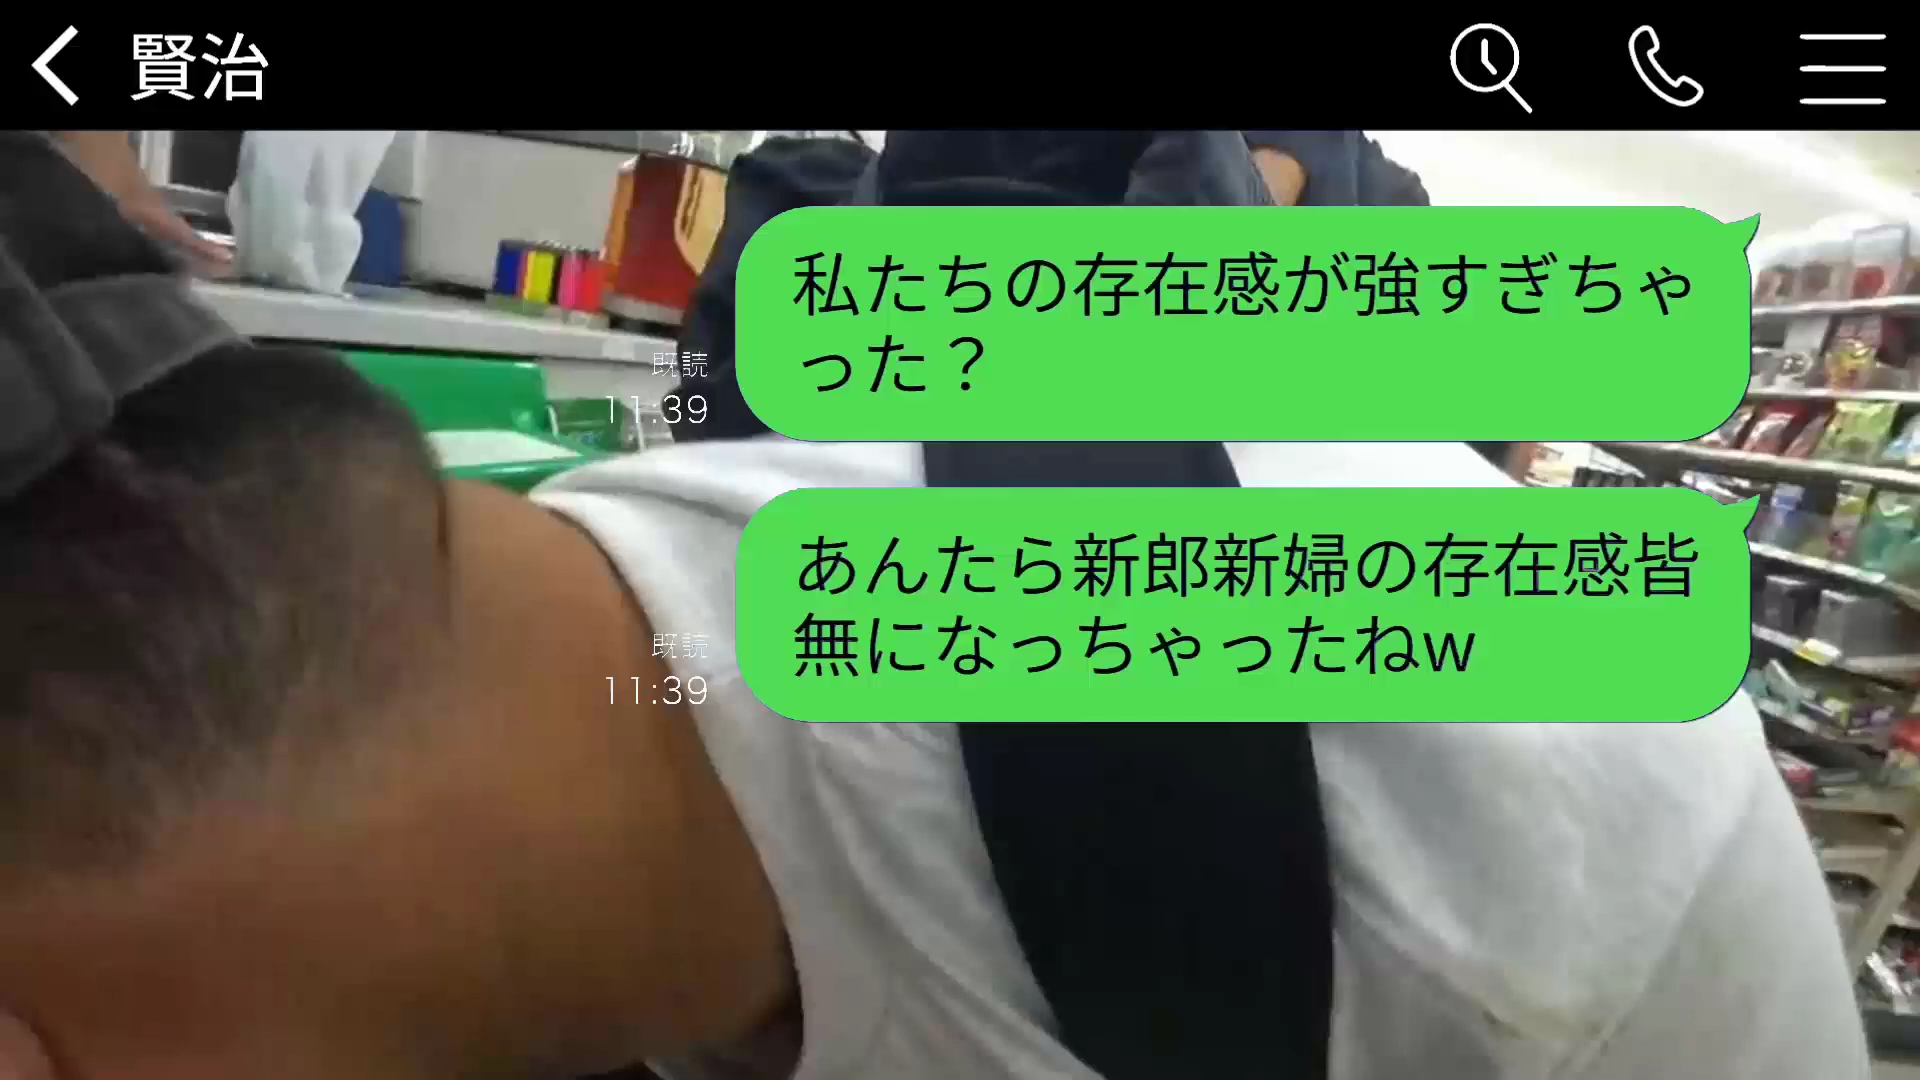 賢治
私たちの存在感が強すぎちゃ
った？
既読
11:39
あんたら新郎新婦の存在感皆
無になっちゃったねw
既読
11:39